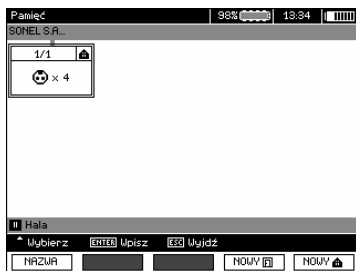 Pamięć 98% 13:34
SONEL S.A...
1/1
x 4
Hala
Wybierz ENTER Wpisz ESC Wyjdź
NAZWA NOWY NOWY